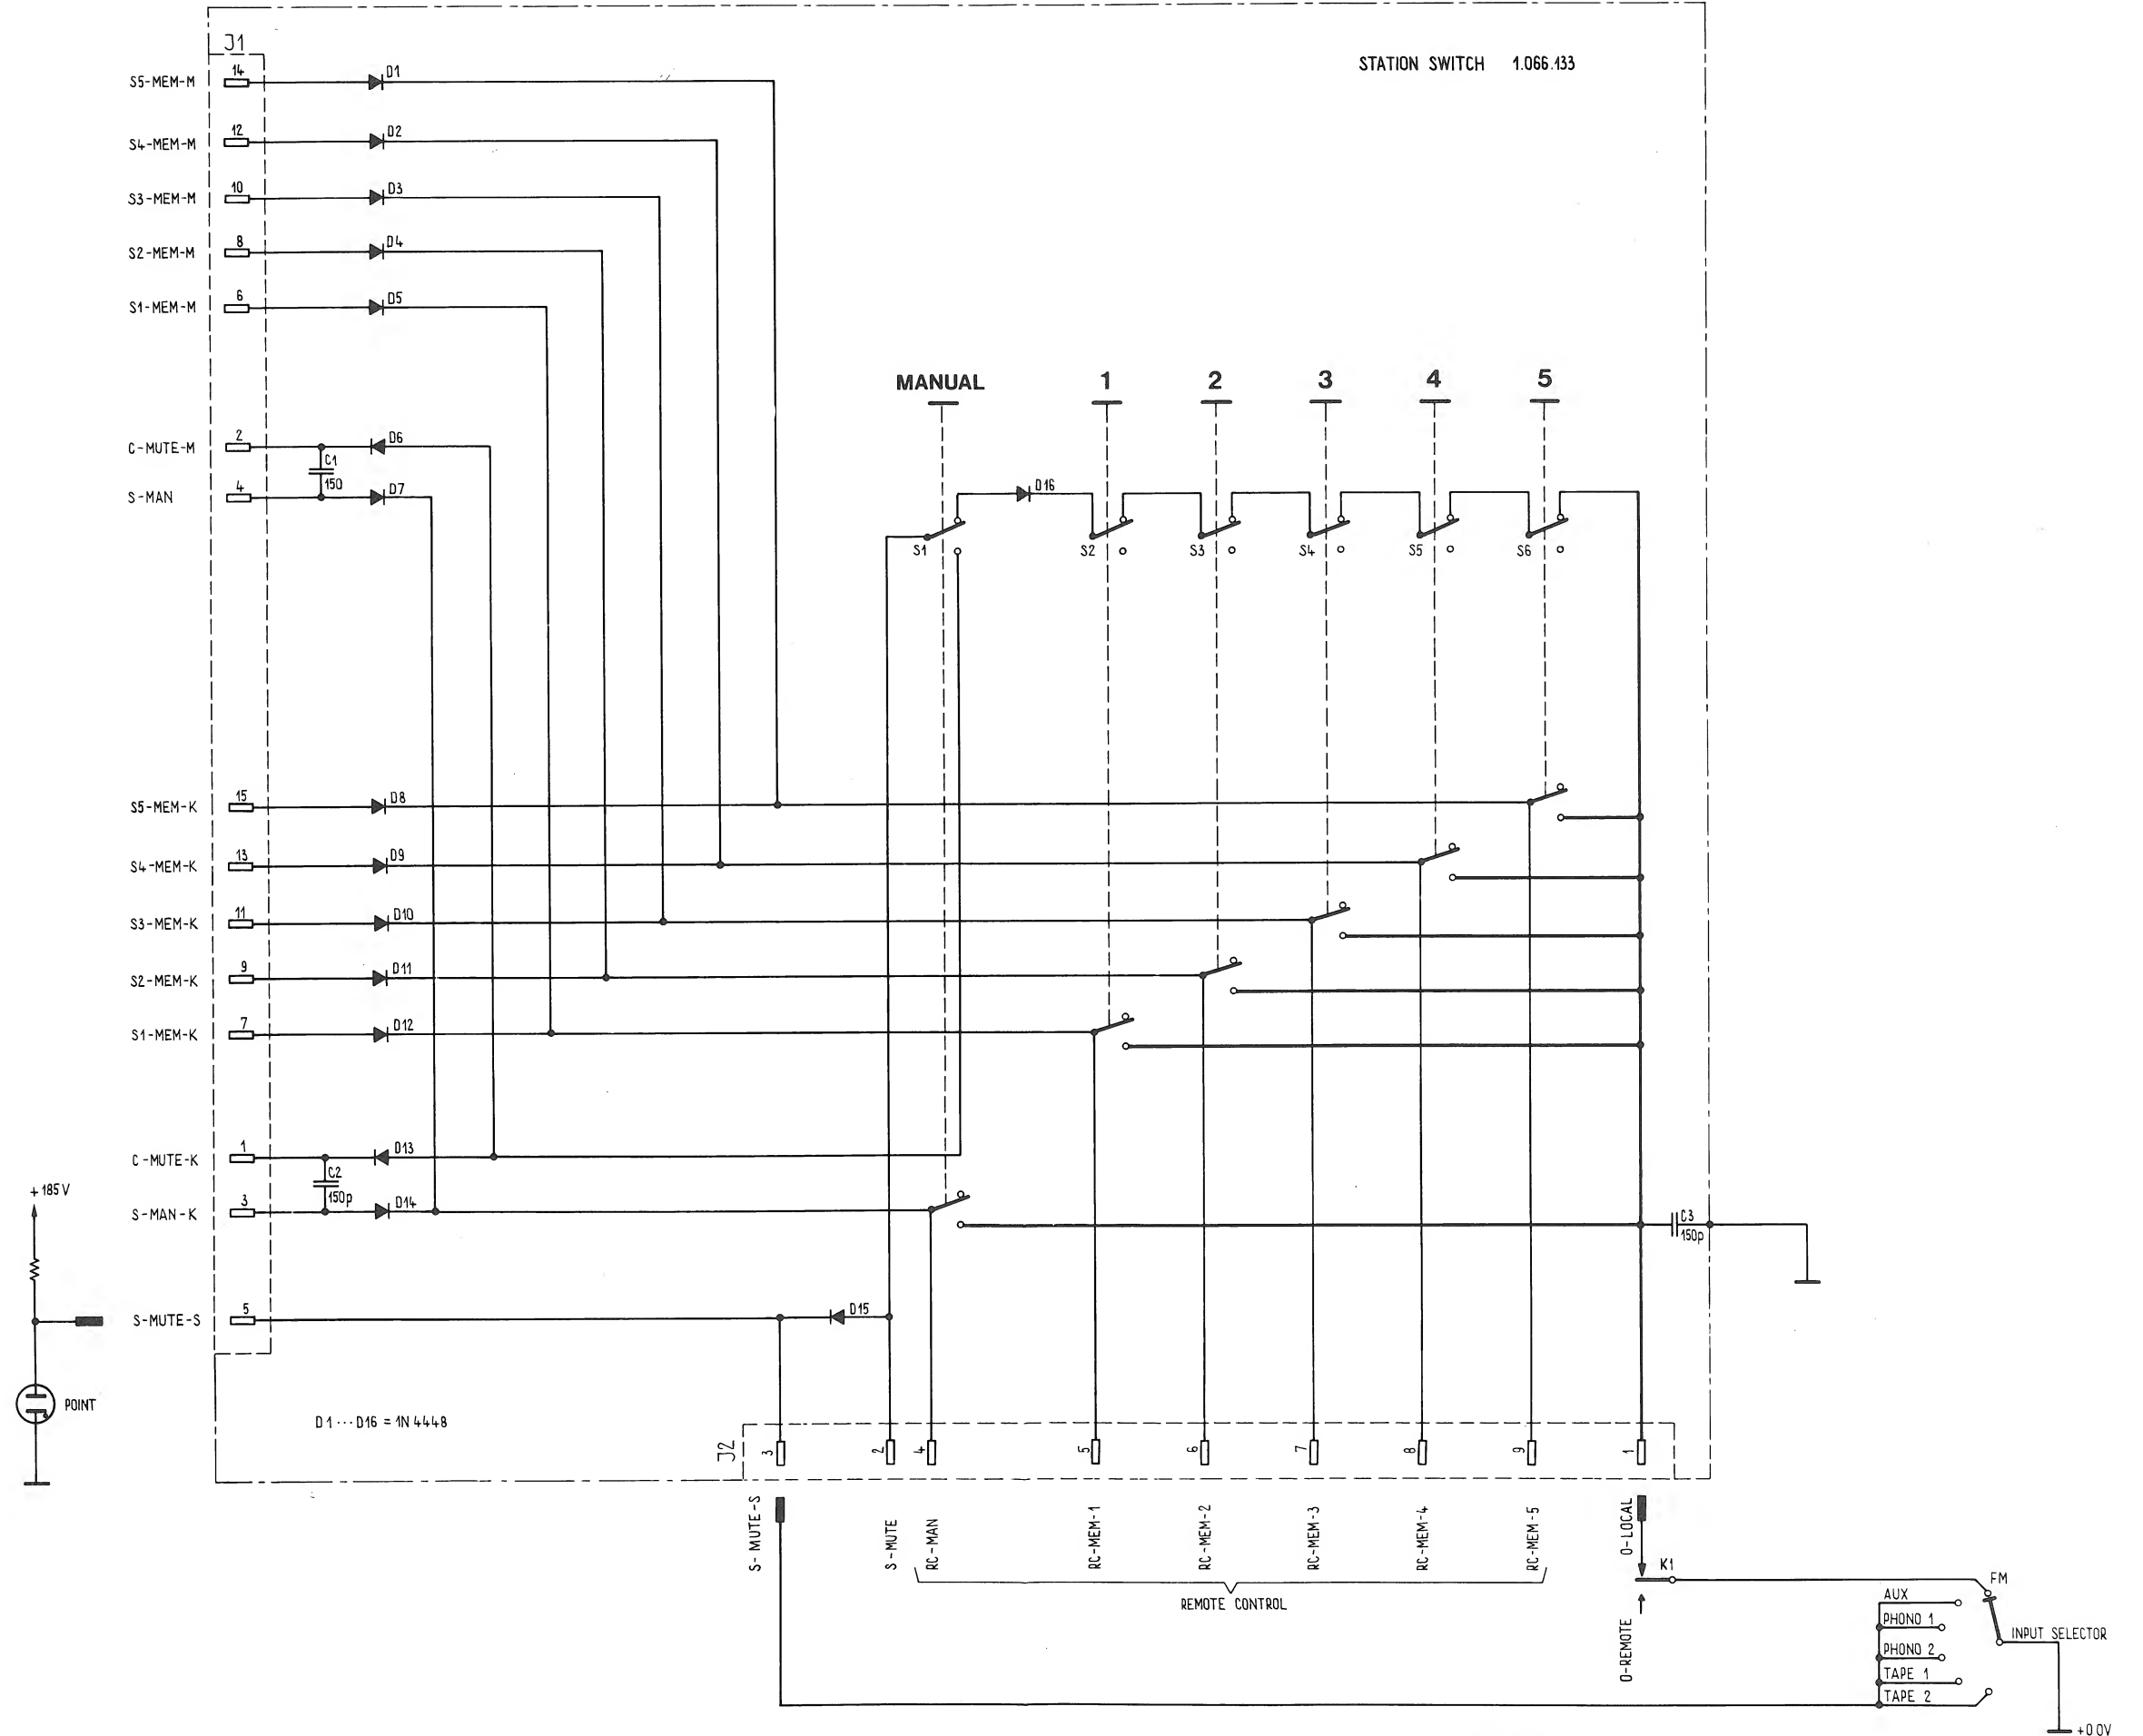 J1
STATION SWITCH 1.066.133
S5-MEM-M 14 D1
S4-MEM-M 12 D2
S3-MEM-M 10 D3
S2-MEM-M 8 D4
S1-MEM-M 6 D5
MANUAL 1 2 3 4 5
C-MUTE-M 2 D6
C1
150
S-MAN 4 D7
D16
S1 S2 S3 S4 S5 S6
S5-MEM-K 15 D8
S4-MEM-K 13 D9
S3-MEM-K 11 D10
S2-MEM-K 9 D11
S1-MEM-K 7 D12
C-MUTE-K 1 D13
C2
150p
S-MAN-K 3 D14
C3
150p
+185V
S-MUTE-S 5 D15
POINT
D1...D16 = 1N4448
J2
3 2 4 5 6 7 8 9 1
S-MUTE-S
S-MUTE
RC-MAN
RC-MEM-1
RC-MEM-2
RC-MEM-3
RC-MEM-4
RC-MEM-5
REMOTE CONTROL
O-LOCAL
K1
O-REMOTE
FM
AUX
PHONO 1
PHONO 2
TAPE 1
TAPE 2
INPUT SELECTOR
+0.0V